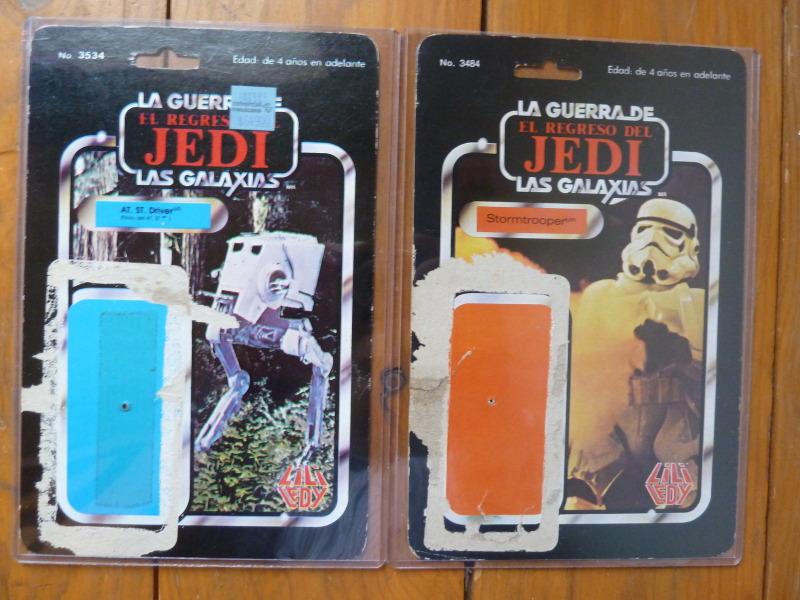 No. 3534
Edad: de 4 años en adelante
LA GUERRA DE
EL REGRES
JEDI
LAS GALAXIAS
AT. ST. Driver
LiLi
LEDY
No. 3484
Edad: de 4 años en adelante
LA GUERRA DE
EL REGRESO DEL
JEDI
LAS GALAXIAS
Stormtrooper
LiLi
LEDY